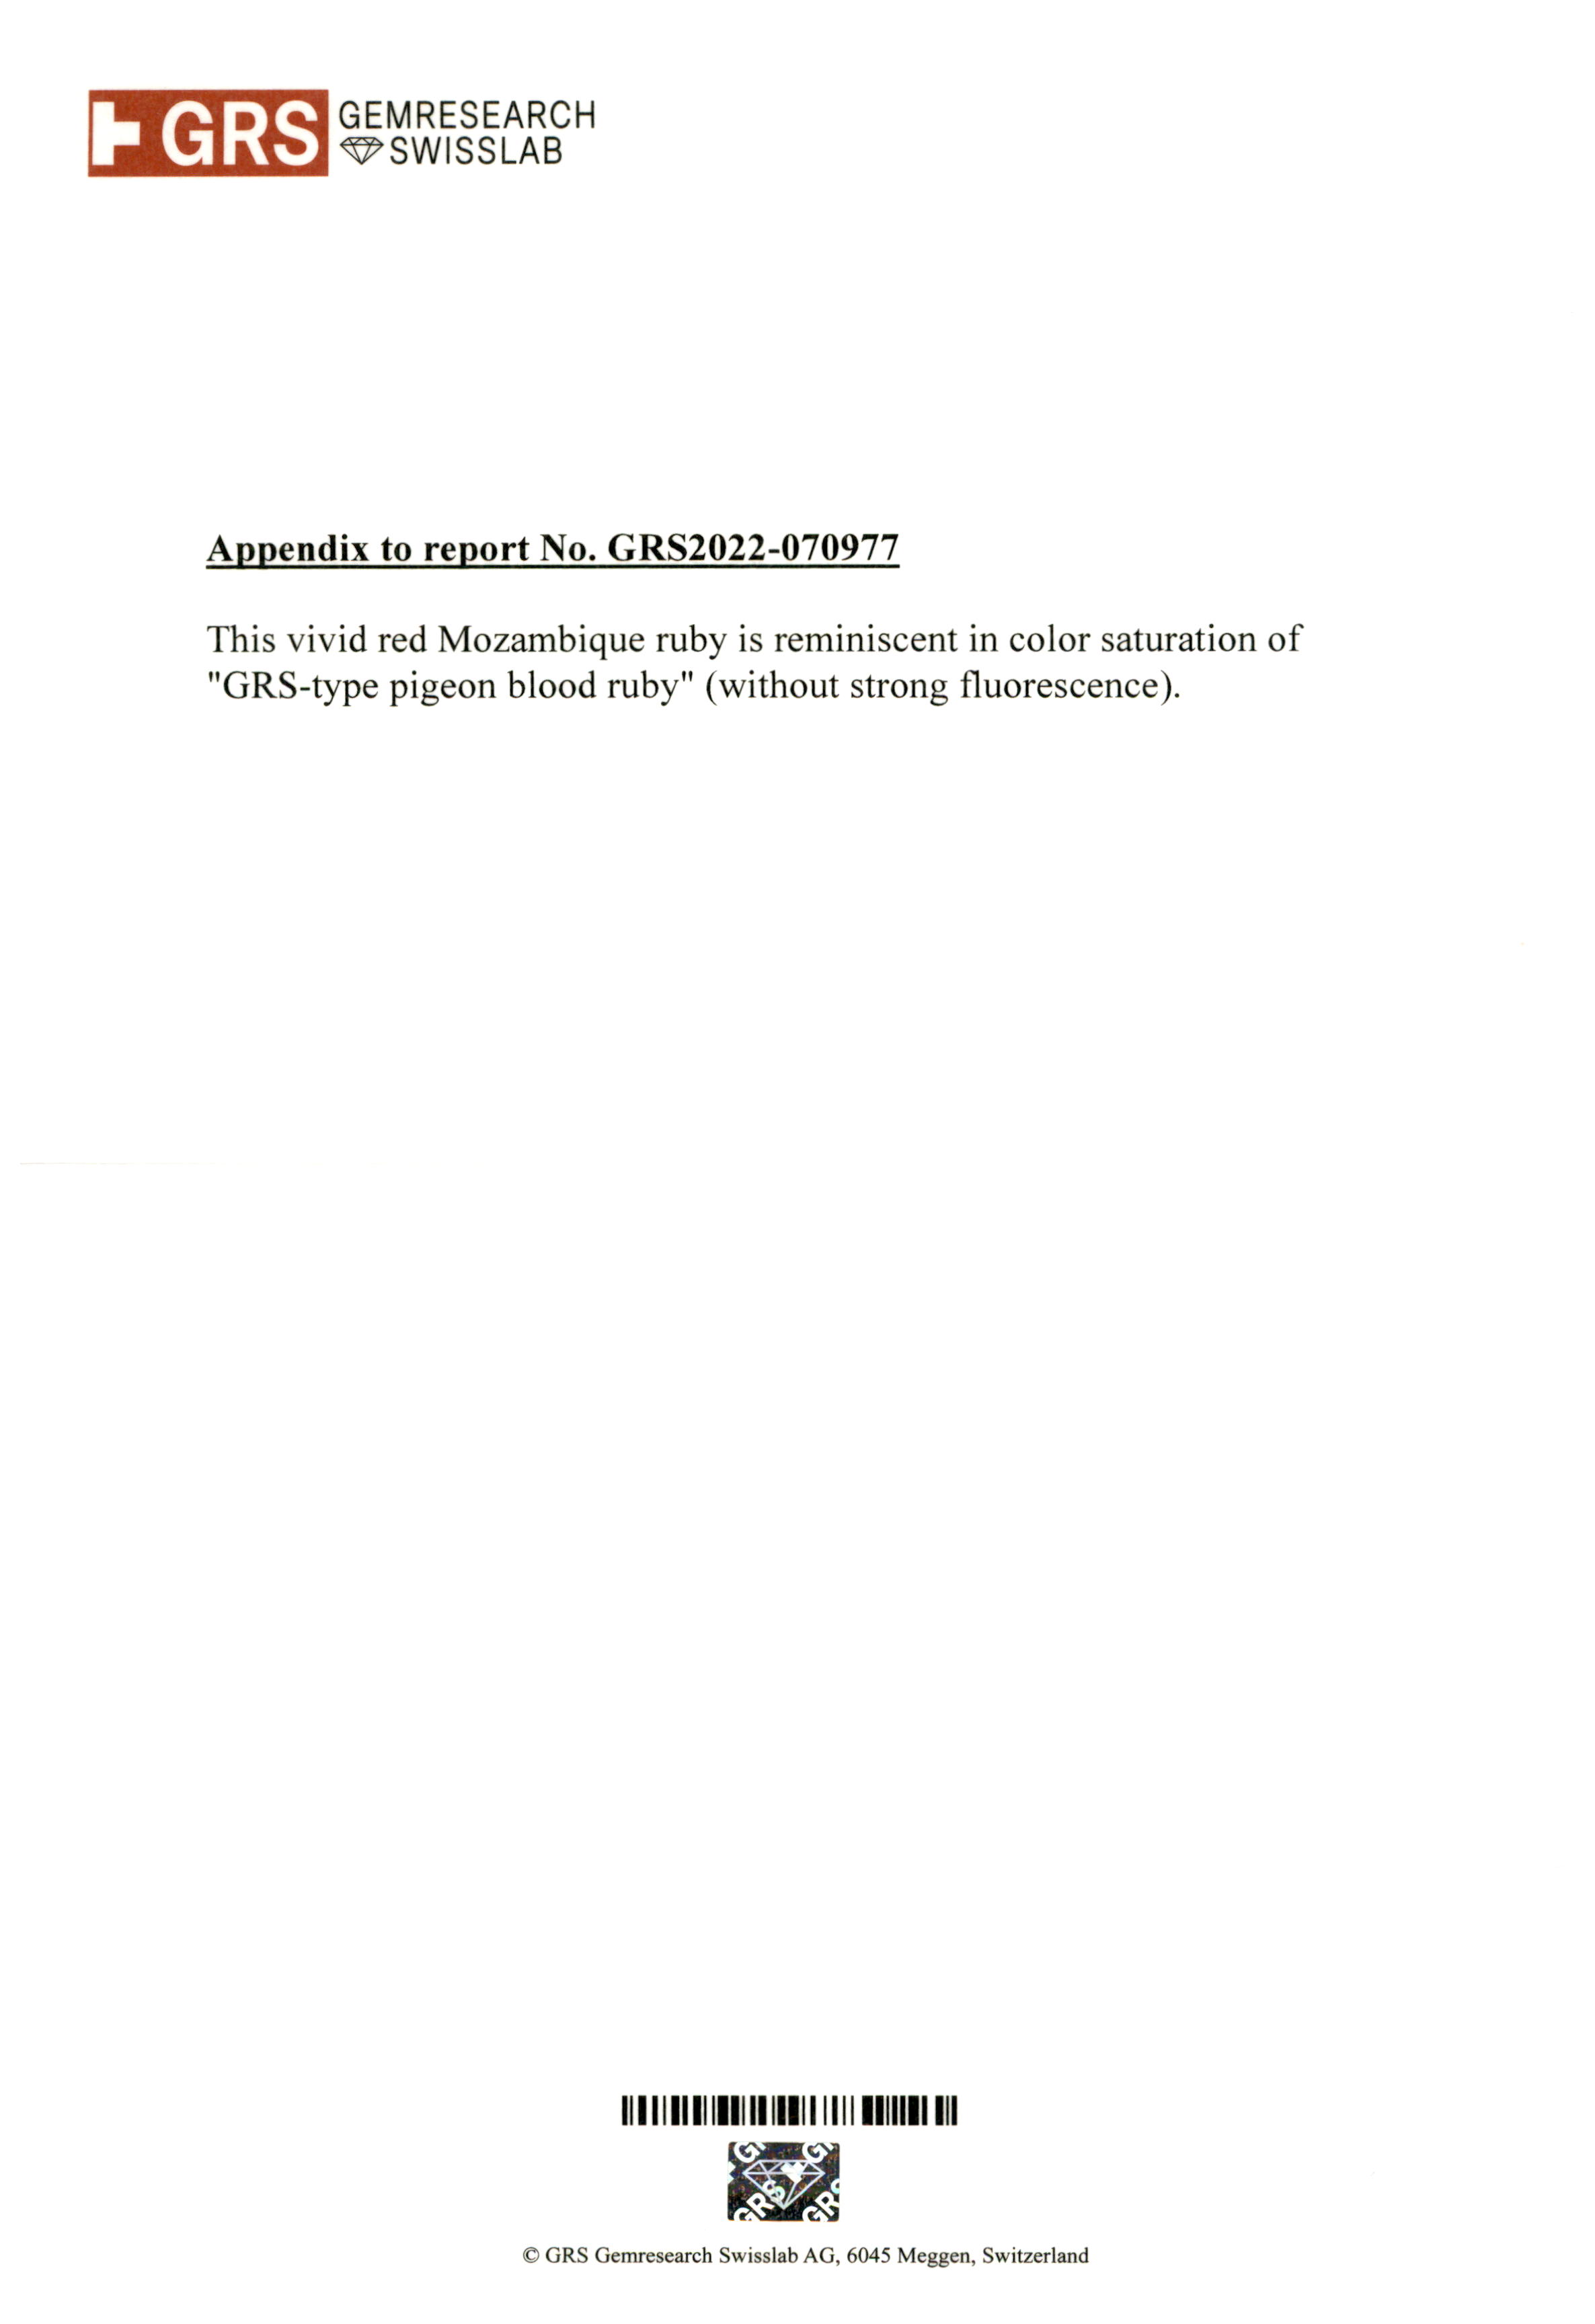 GRS
GEMRESEARCH
SWISSLAB
Appendix to report No. GRS2022-070977
This vivid red Mozambique ruby is reminiscent in color saturation of
"GRS-type pigeon blood ruby" (without strong fluorescence).
GRS
© GRS Gemresearch Swisslab AG, 6045 Meggen, Switzerland